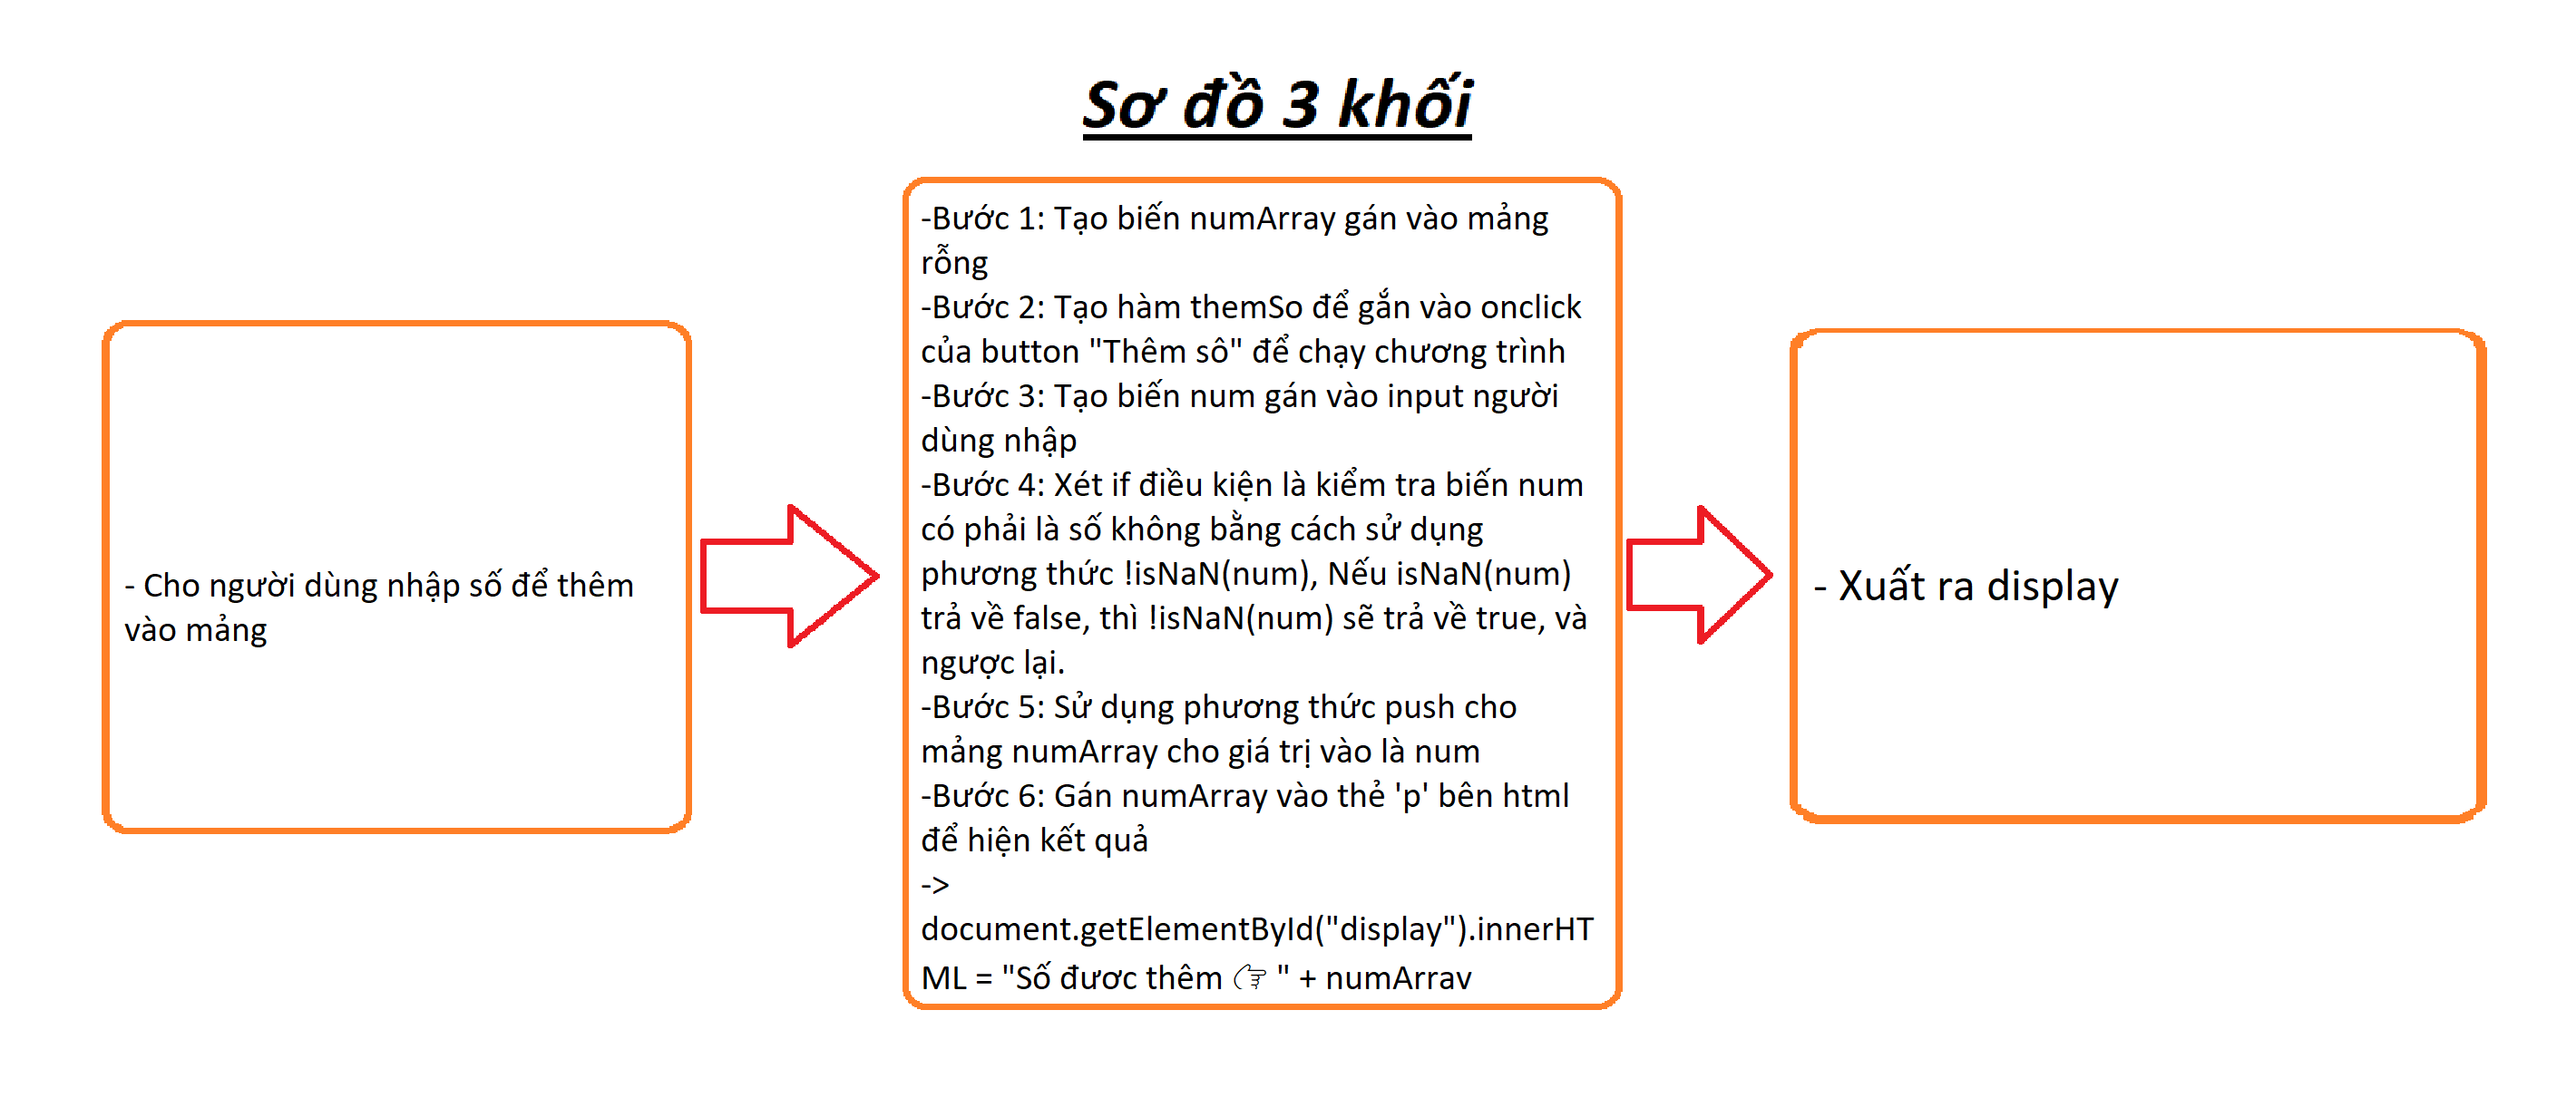 Sơ đồ 3 khối
- Cho người dùng nhập số để thêm
vào mảng
-Bước 1: Tạo biến numArray gán vào mảng
rỗng
-Bước 2: Tạo hàm themSo để gắn vào onclick
của button "Thêm sô" để chạy chương trình
-Bước 3: Tạo biến num gán vào input người
dùng nhập
-Bước 4: Xét if điều kiện là kiểm tra biến num
có phải là số không bằng cách sử dụng
phương thức !isNaN(num), Nếu isNaN(num)
trả về false, thì !isNaN(num) sẽ trả về true, và
ngược lại.
-Bước 5: Sử dụng phương thức push cho
mảng numArray cho giá trị vào là num
-Bước 6: Gán numArray vào thẻ 'p' bên html
để hiện kết quả
->
document.getElementById("display").innerHT
ML = "Số được thêm 👉 " + numArray
- Xuất ra display